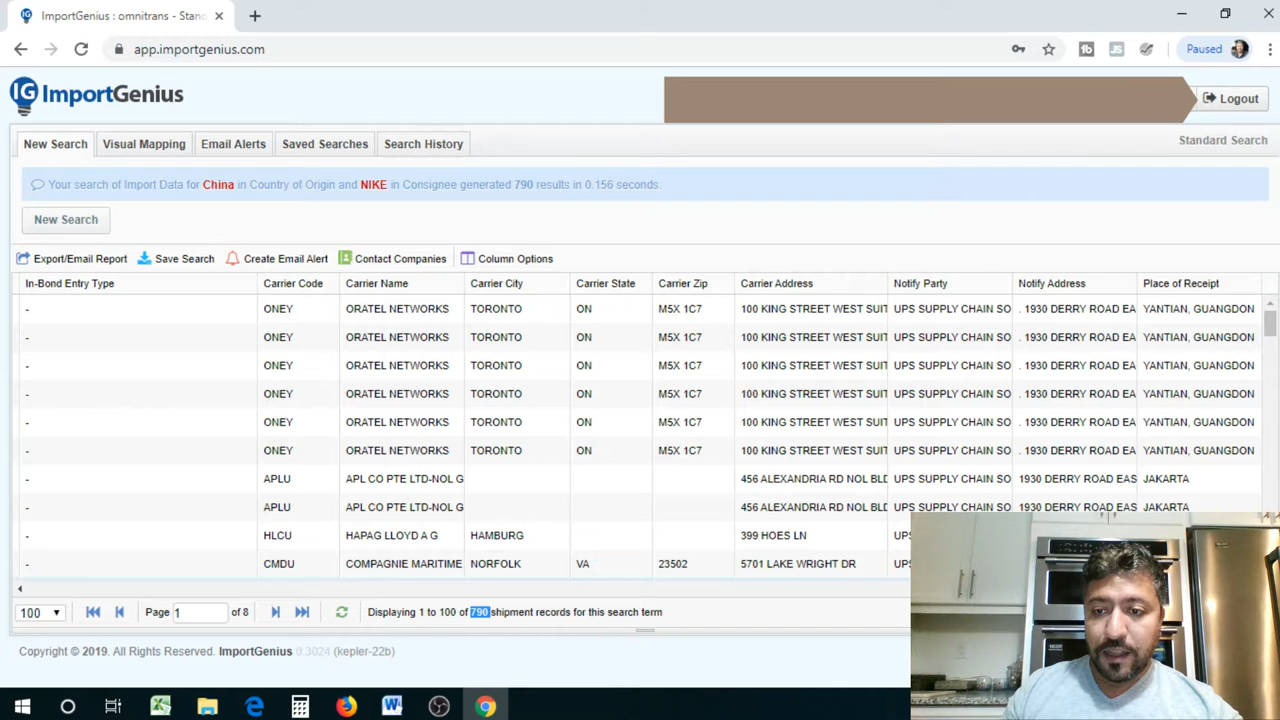 ImportGenius : omnitrans - Stand
app.importgenius.com
Paused
IG ImportGenius
Logout
New Search
Visual Mapping
Email Alerts
Saved Searches
Search History
Standard Search
Your search of Import Data for China in Country of Origin and NIKE in Consignee generated 790 results in 0.156 seconds.
New Search
Export/Email Report
Save Search
Create Email Alert
Contact Companies
Column Options
In-Bond Entry Type Carrier Code Carrier Name Carrier City Carrier State Carrier Zip Carrier Address Notify Party Notify Address Place of Receipt
- ONEY ORATEL NETWORKS TORONTO ON M5X 1C7 100 KING STREET WEST SUIT UPS SUPPLY CHAIN SO . 1930 DERRY ROAD EA YANTIAN, GUANGDON
- ONEY ORATEL NETWORKS TORONTO ON M5X 1C7 100 KING STREET WEST SUIT UPS SUPPLY CHAIN SO . 1930 DERRY ROAD EA YANTIAN, GUANGDON
- ONEY ORATEL NETWORKS TORONTO ON M5X 1C7 100 KING STREET WEST SUIT UPS SUPPLY CHAIN SO . 1930 DERRY ROAD EA YANTIAN, GUANGDON
- ONEY ORATEL NETWORKS TORONTO ON M5X 1C7 100 KING STREET WEST SUIT UPS SUPPLY CHAIN SO . 1930 DERRY ROAD EA YANTIAN, GUANGDON
- ONEY ORATEL NETWORKS TORONTO ON M5X 1C7 100 KING STREET WEST SUIT UPS SUPPLY CHAIN SO . 1930 DERRY ROAD EA YANTIAN, GUANGDON
- ONEY ORATEL NETWORKS TORONTO ON M5X 1C7 100 KING STREET WEST SUIT UPS SUPPLY CHAIN SO . 1930 DERRY ROAD EA YANTIAN, GUANGDON
- APLU APL CO PTE LTD-NOL G 456 ALEXANDRIA RD NOL BLD UPS SUPPLY CHAIN SO 1930 DERRY ROAD EAS JAKARTA
- APLU APL CO PTE LTD-NOL G 456 ALEXANDRIA RD NOL BLD UPS SUPPLY CHAIN SO 1930 DERRY ROAD EAS JAKARTA
- HLCU HAPAG LLOYD A G HAMBURG 399 HOES LN UPS
- CMDU COMPAGNIE MARITIME NORFOLK VA 23502 5701 LAKE WRIGHT DR UPS
100 Page 1 of 8 Displaying 1 to 100 of 790 shipment records for this search term
Copyright © 2019. All Rights Reserved. ImportGenius 0.3024 (kepler-22b)